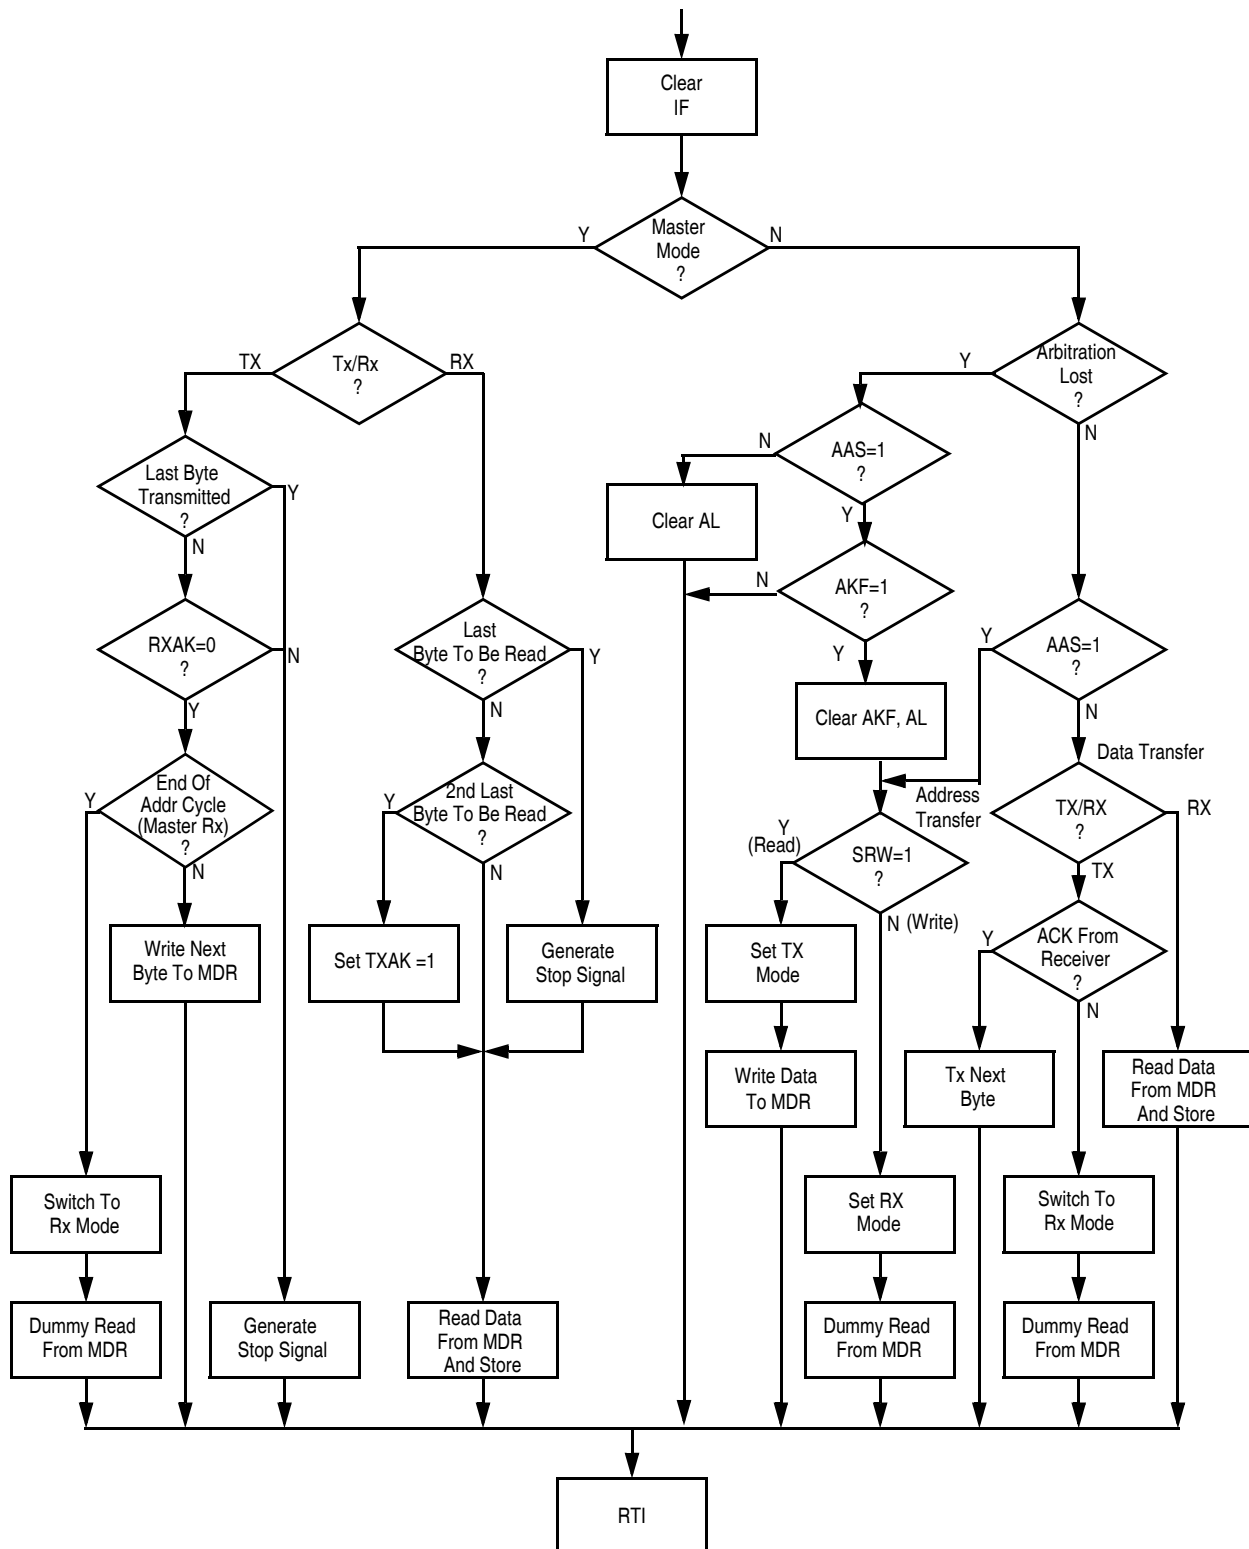 Clear
IF
Master
Mode
?
Y
N
Tx/Rx
?
TX
RX
Arbitration
Lost
?
Y
N
AAS=1
?
N
Y
Last Byte
Transmitted
?
Y
N
Clear AL
AKF=1
?
N
Y
RXAK=0
?
N
Y
Last
Byte To Be Read
?
Y
N
AAS=1
?
Y
N
Clear AKF, AL
Data Transfer
Address
Transfer
End Of
Addr Cycle
(Master Rx)
?
Y
N
2nd Last
Byte To Be Read
?
Y
N
TX/RX
?
RX
TX
Y
(Read)
SRW=1
?
N (Write)
Write Next
Byte To MDR
Set TXAK =1
Generate
Stop Signal
Set TX
Mode
ACK From
Receiver
?
Y
N
Write Data
To MDR
Tx Next
Byte
Read Data
From MDR
And Store
Switch To
Rx Mode
Set RX
Mode
Switch To
Rx Mode
Dummy Read
From MDR
Generate
Stop Signal
Read Data
From MDR
And Store
Dummy Read
From MDR
Dummy Read
From MDR
RTI